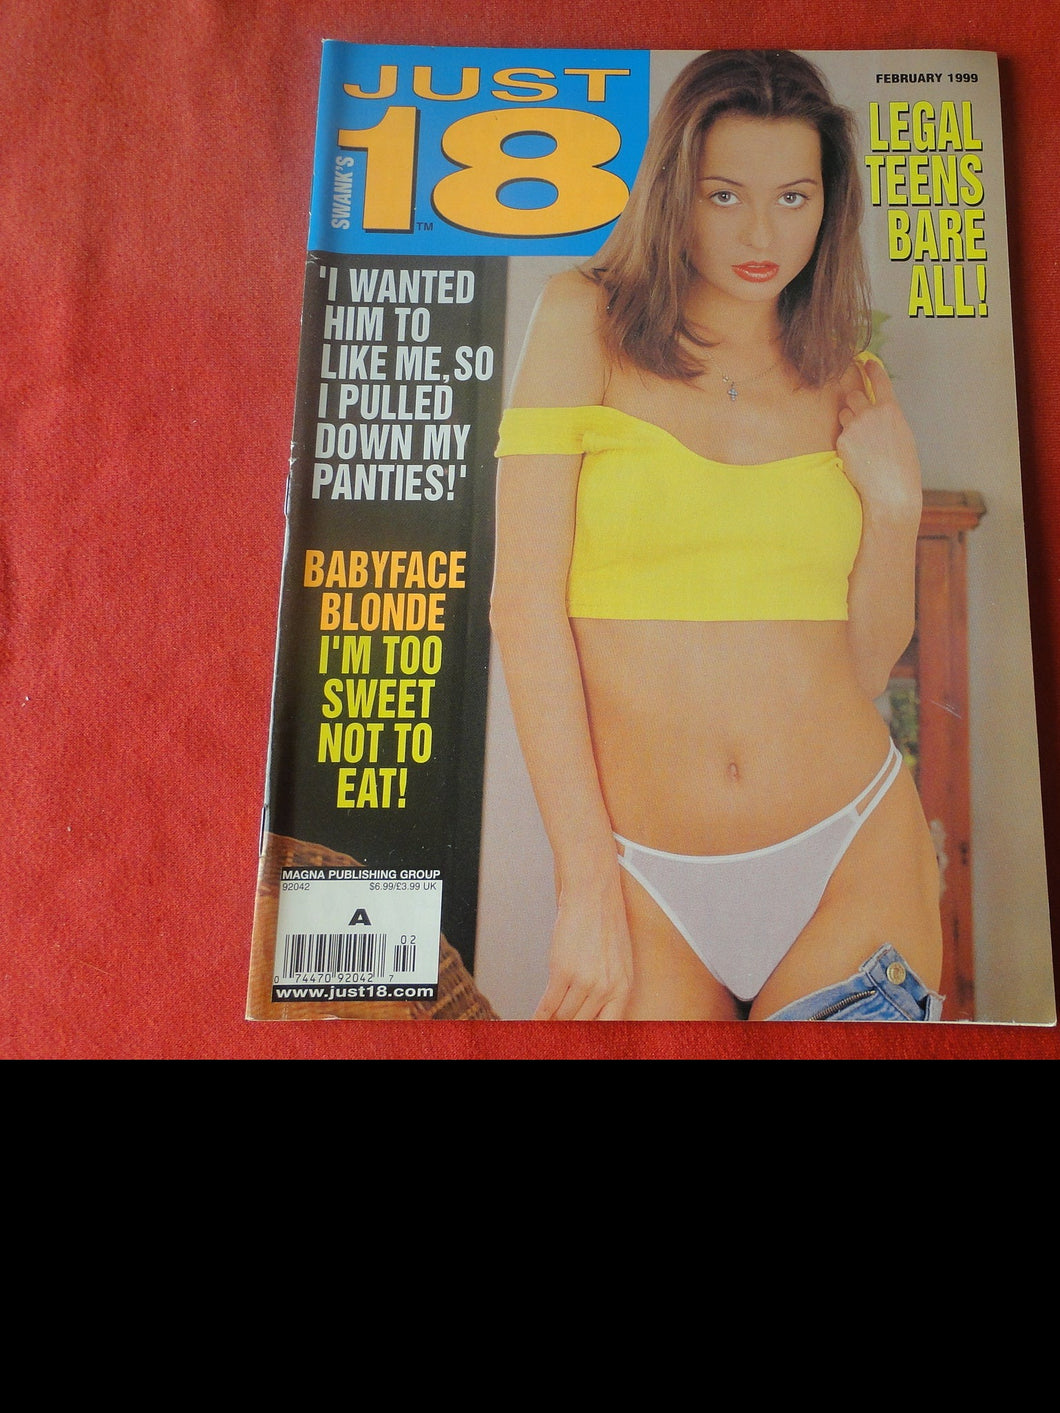 JUST
18
SWANK'S
TM
FEBRUARY 1999
LEGAL
TEENS
BARE
ALL!
'I WANTED
HIM TO
LIKE ME, SO
I PULLED
DOWN MY
PANTIES!'
BABYFACE
BLONDE
I'M TOO
SWEET
NOT TO
EAT!
MAGNA PUBLISHING GROUP
92042 $6.99/£3.99 UK
A
02
0 74470 92042 7
www.just18.com